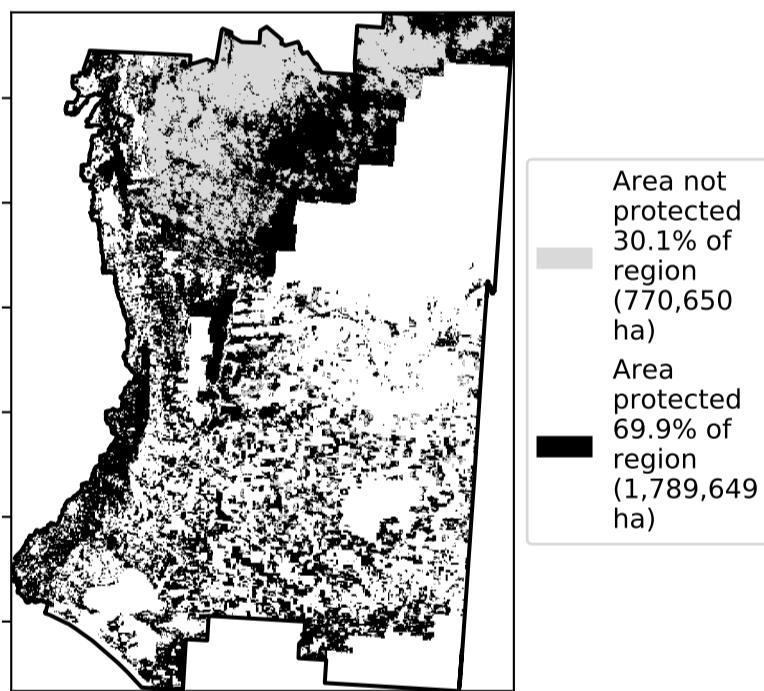 Area not
protected
30.1% of
region
(770,650
ha)
Area
protected
69.9% of
region
(1,789,649
ha)